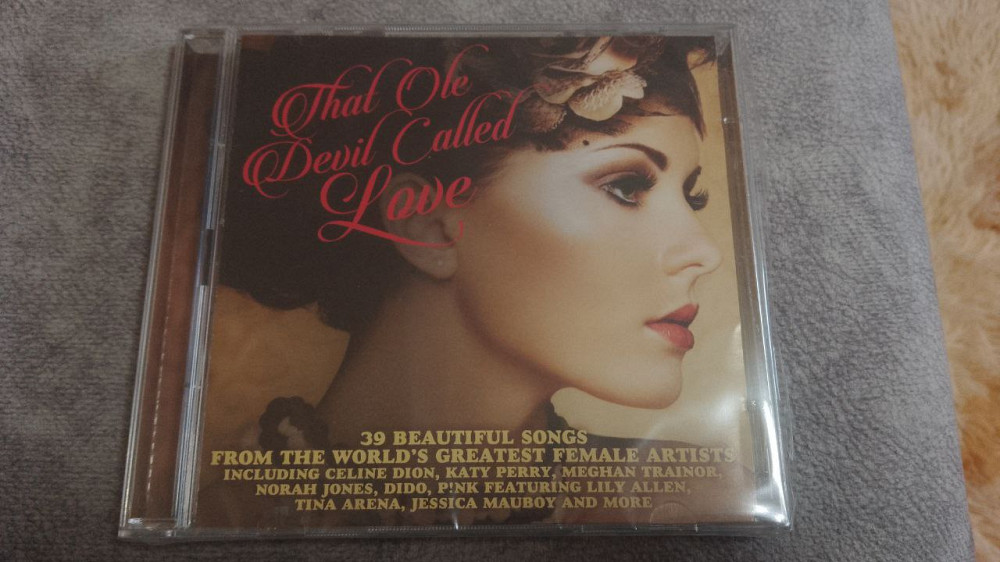 That Ole
Devil Called
Love
39 BEAUTIFUL SONGS
FROM THE WORLD'S GREATEST FEMALE ARTISTS
INCLUDING CELINE DION, KATY PERRY, MEGHAN TRAINOR,
NORAH JONES, DIDO, P!NK FEATURING LILY ALLEN,
TINA ARENA, JESSICA MAUBOY AND MORE